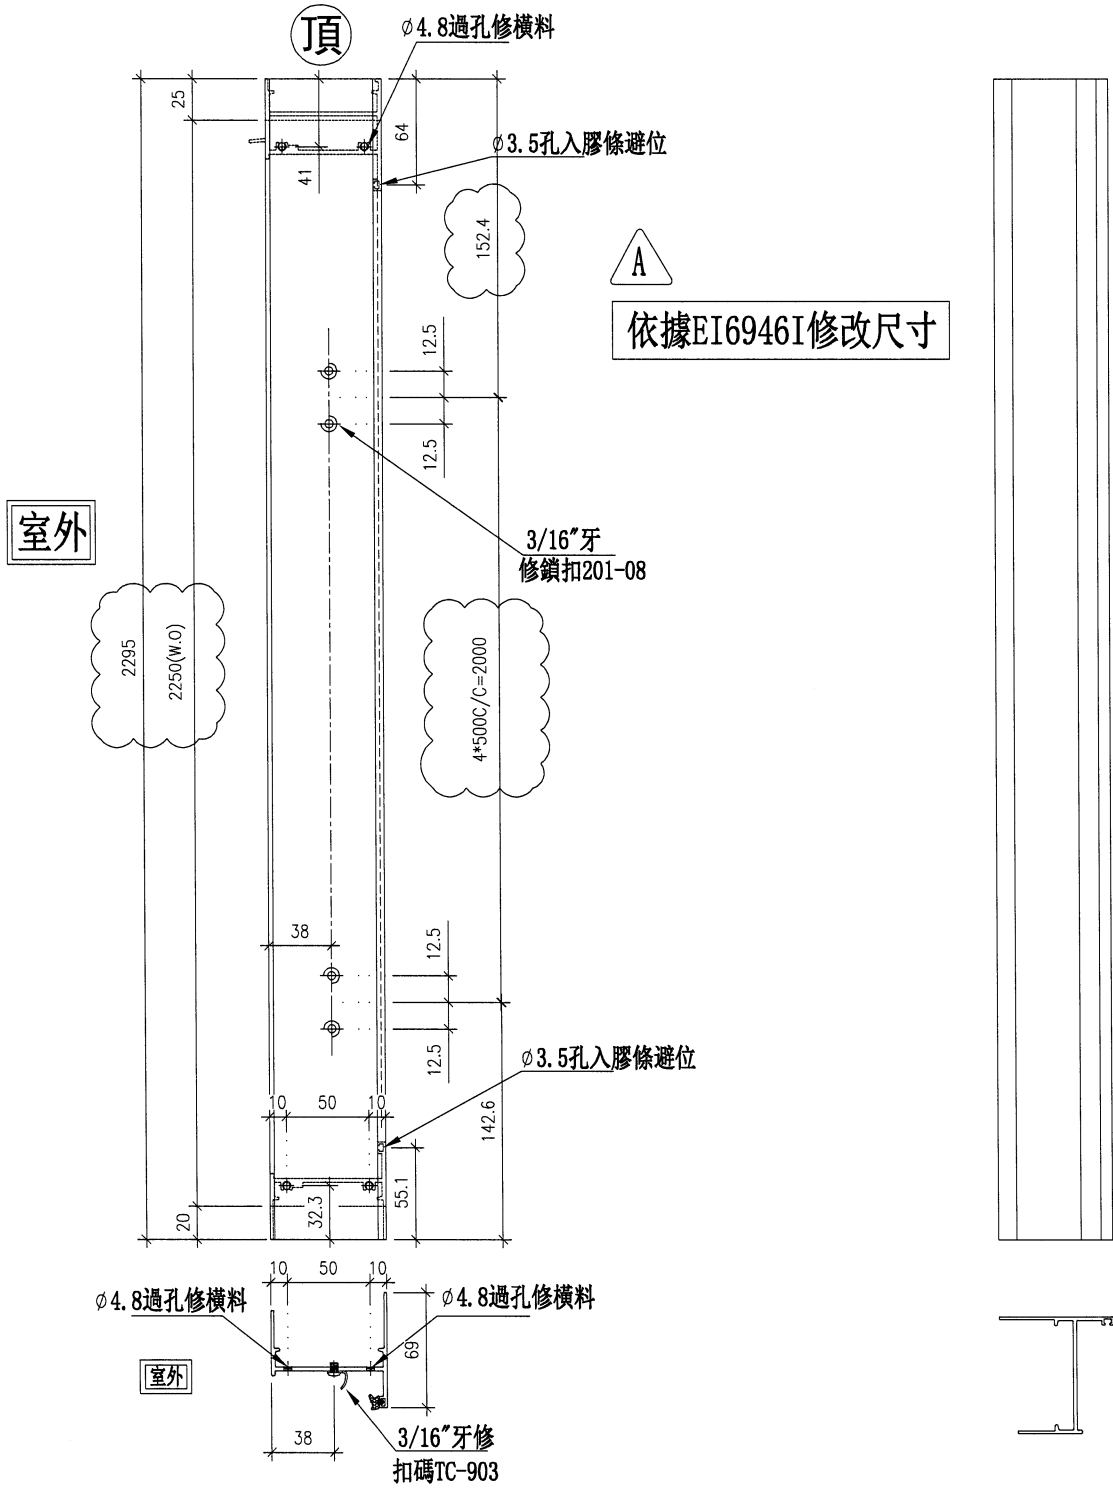 頂
ø4.8過孔修橫料
25
64
ø3.5孔入膠條避位
41
152.4
A
依據EI6946I修改尺寸
12.5
12.5
室外
3/16″牙
修鎖扣201-08
2295
2250(W.O)
4*500C/C=2000
38
12.5
12.5
ø3.5孔入膠條避位
10
50
10
142.6
55.1
32.3
20
10
50
10
ø4.8過孔修橫料
ø4.8過孔修橫料
69
室外
38
3/16″牙修
扣碼TC-903